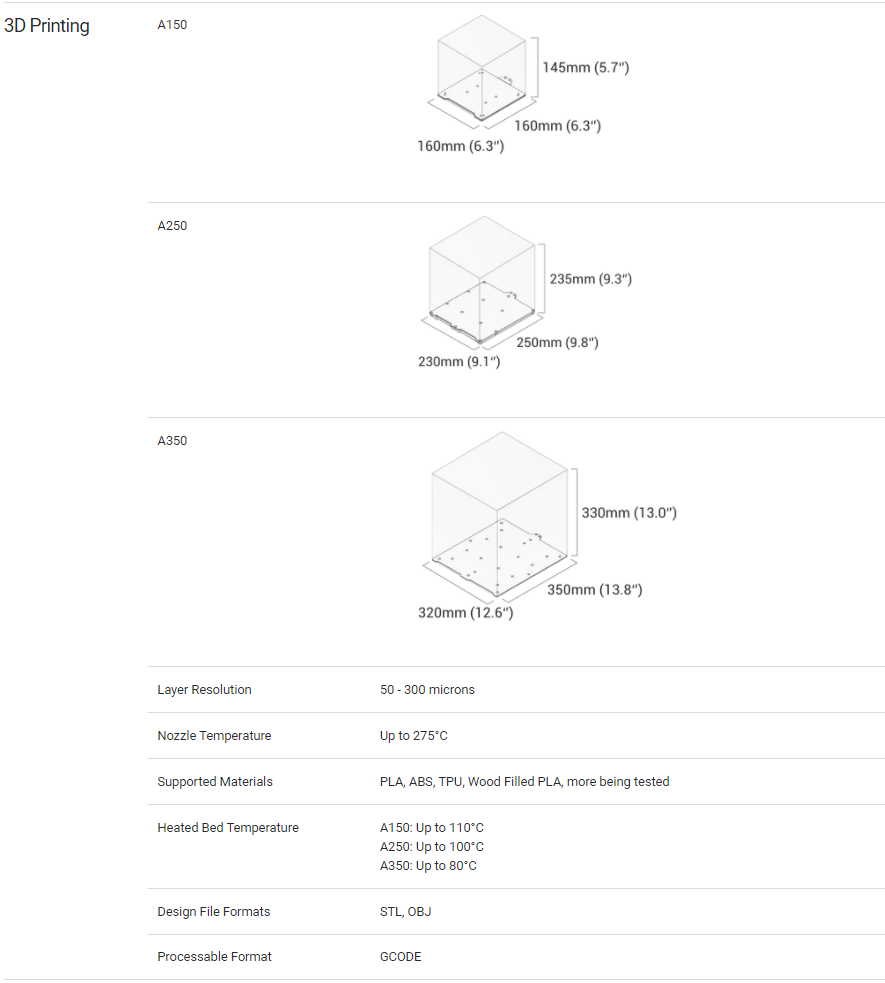 3D Printing
A150
145mm (5.7″)
160mm (6.3″)
160mm (6.3″)
A250
235mm (9.3″)
250mm (9.8″)
230mm (9.1″)
A350
330mm (13.0″)
350mm (13.8″)
320mm (12.6″)
Layer Resolution 50 - 300 microns
Nozzle Temperature Up to 275°C
Supported Materials PLA, ABS, TPU, Wood Filled PLA, more being tested
Heated Bed Temperature A150: Up to 110°C
A250: Up to 100°C
A350: Up to 80°C
Design File Formats STL, OBJ
Processable Format GCODE